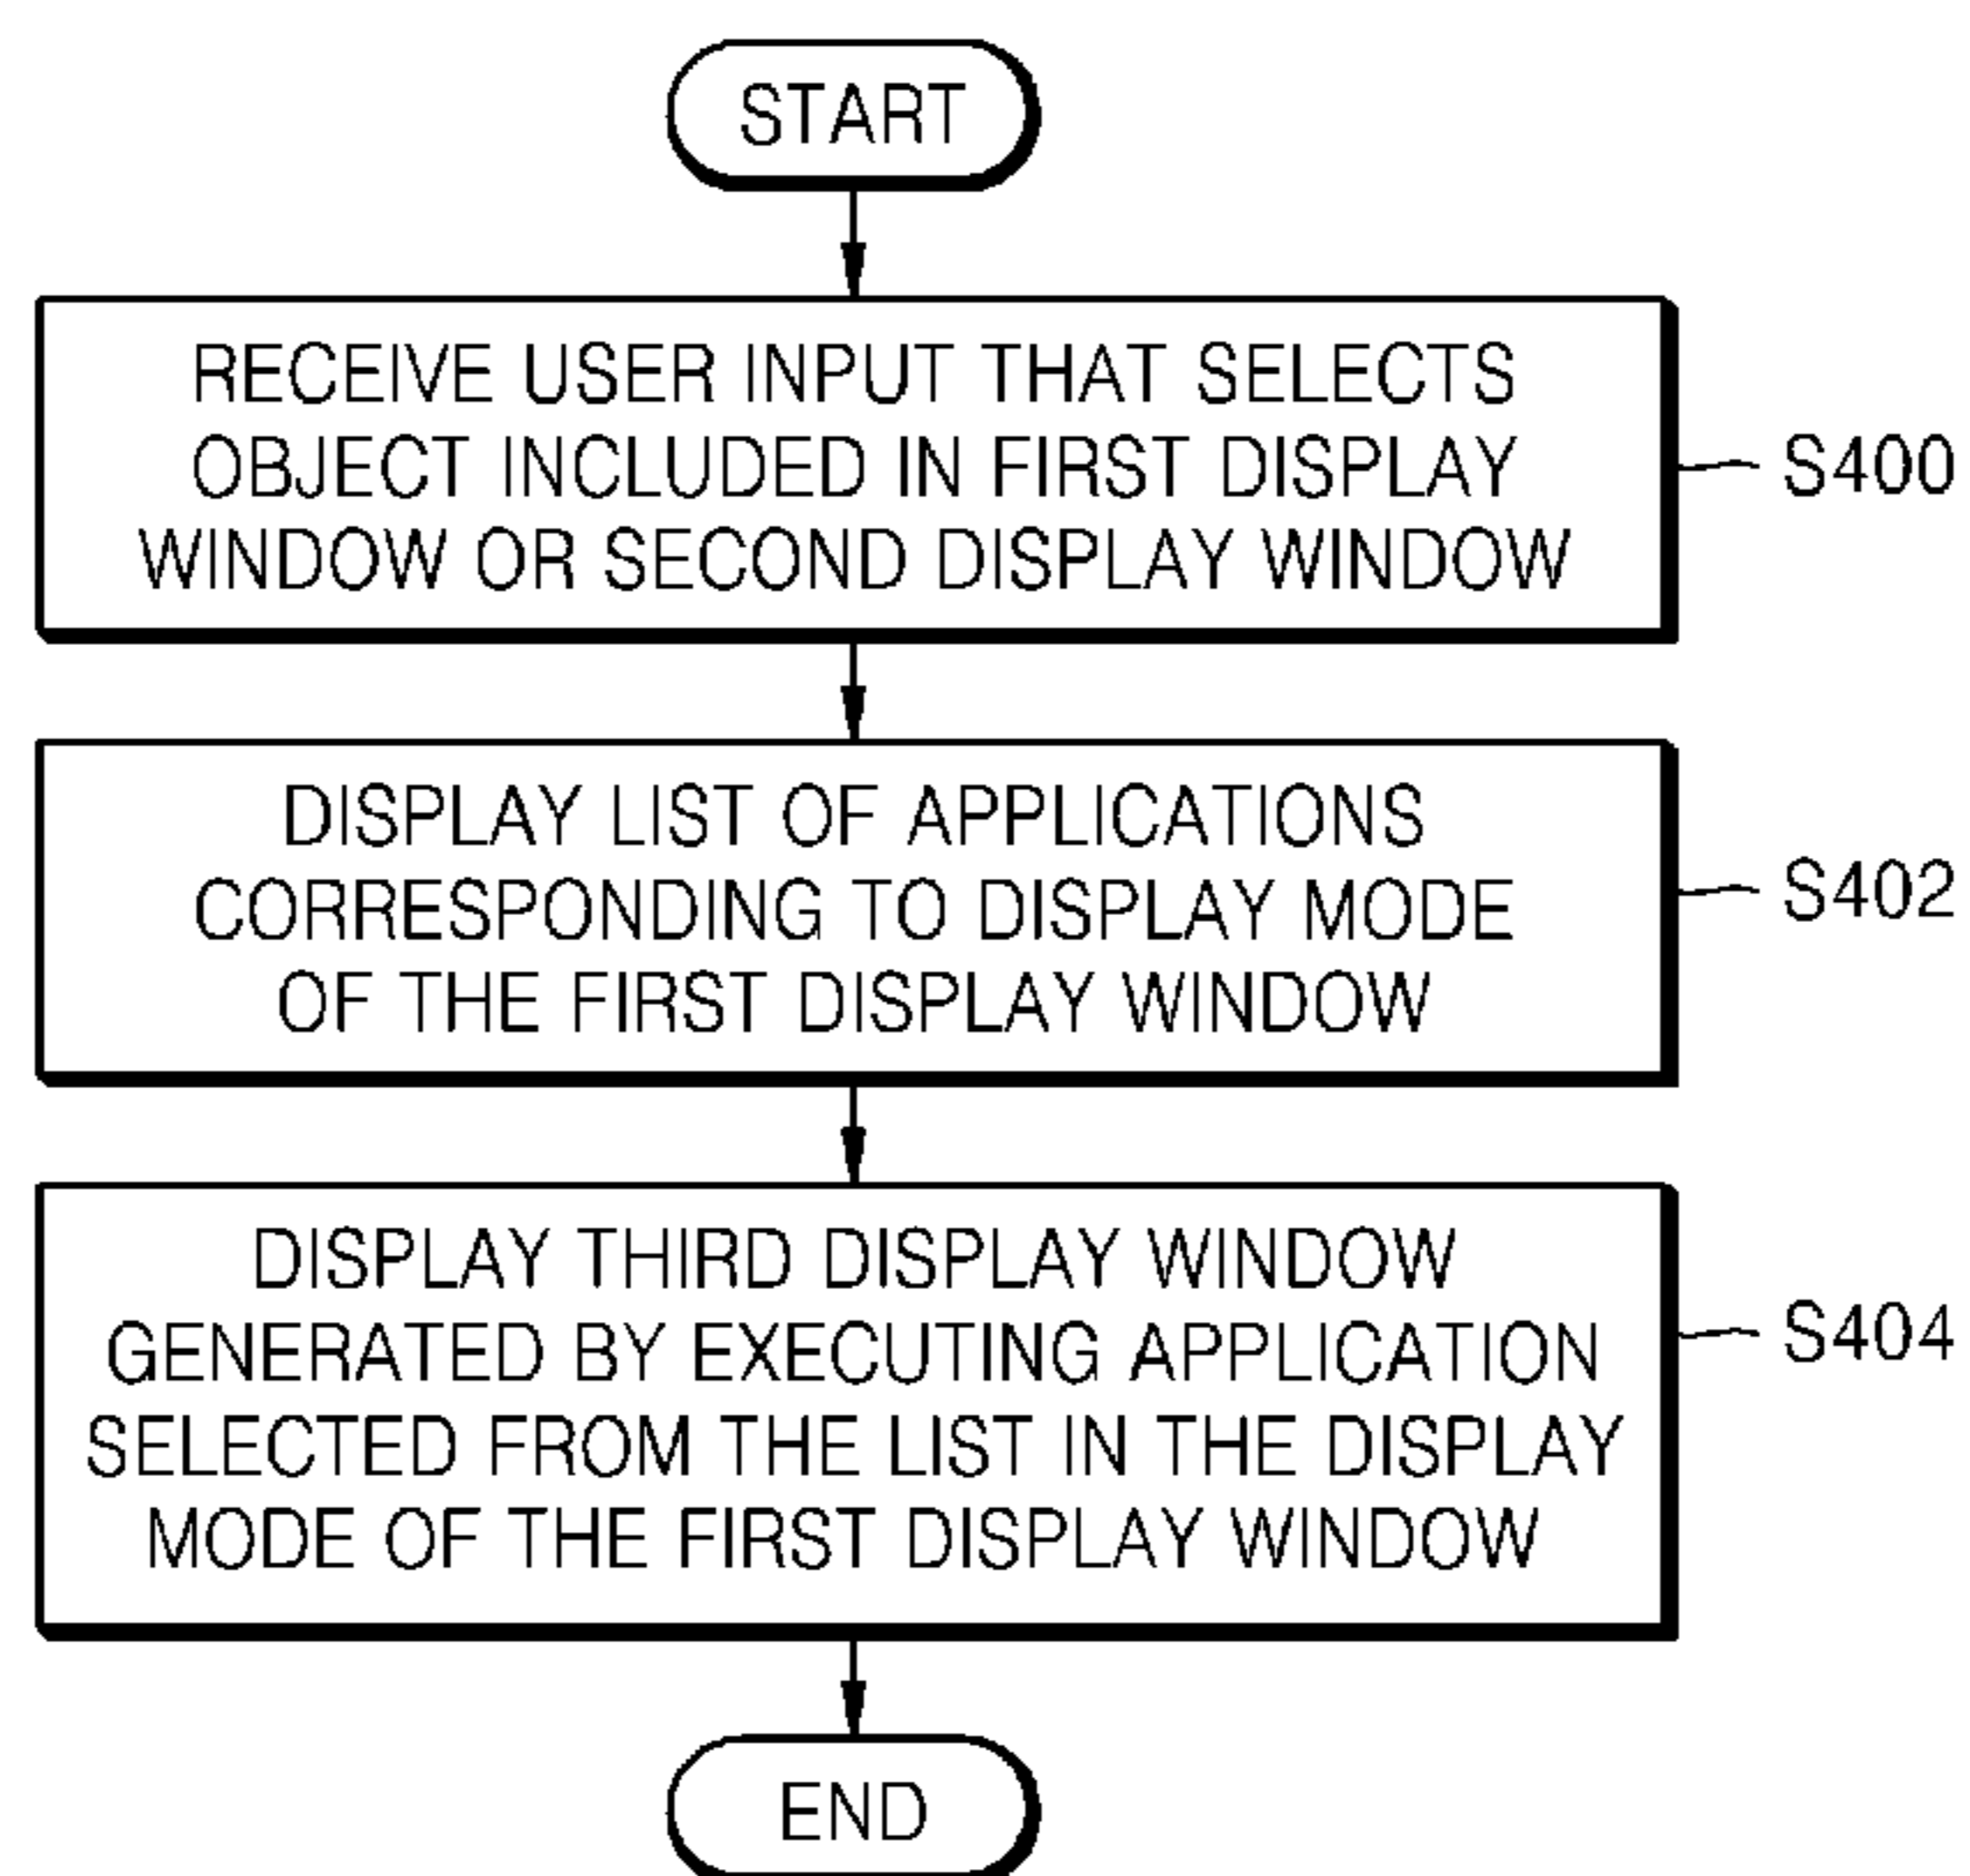 START
RECEIVE USER INPUT THAT SELECTS
OBJECT INCLUDED IN FIRST DISPLAY
WINDOW OR SECOND DISPLAY WINDOW
S400
DISPLAY LIST OF APPLICATIONS
CORRESPONDING TO DISPLAY MODE
OF THE FIRST DISPLAY WINDOW
S402
DISPLAY THIRD DISPLAY WINDOW
GENERATED BY EXECUTING APPLICATION
SELECTED FROM THE LIST IN THE DISPLAY
MODE OF THE FIRST DISPLAY WINDOW
S404
END